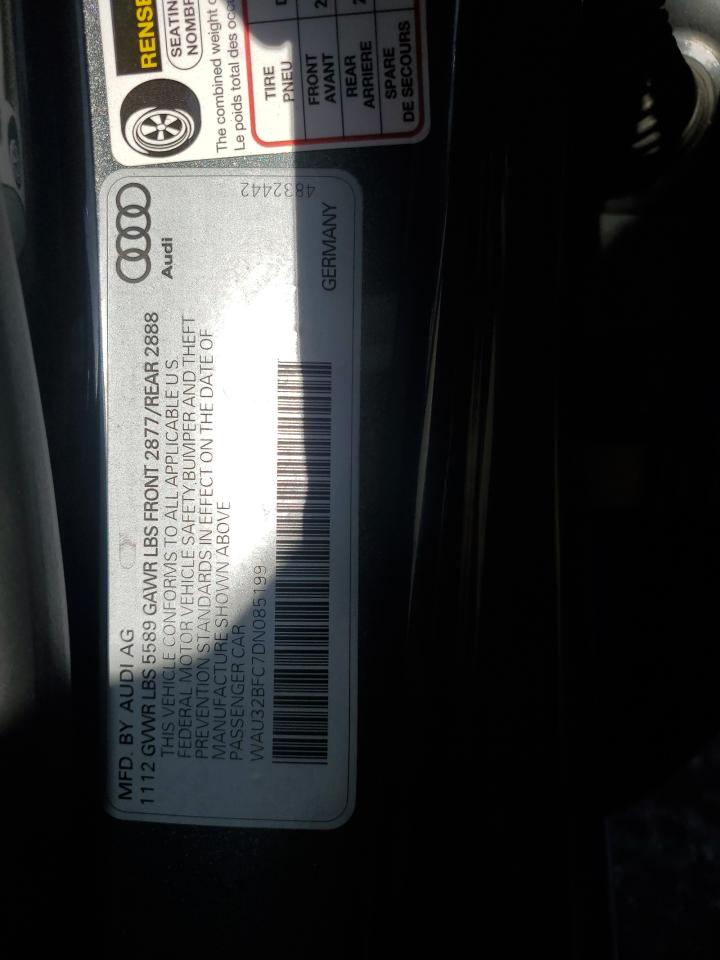 RENSE
SEATIN
NOMBR
The combined weight o
Le poids total des occ
TIRE
PNEU
FRONT
AVANT
REAR
ARRIERE
SPARE
DE SECOURS
Audi
4832442
MFD. BY AUDI AG
1112 GVWR LBS 5589 GAWR LBS FRONT 2877/REAR 2888
THIS VEHICLE CONFORMS TO ALL APPLICABLE U S
FEDERAL MOTOR VEHICLE SAFETY, BUMPER AND THEFT
PREVENTION STANDARDS IN EFFECT ON THE DATE OF
MANUFACTURE SHOWN ABOVE
PASSENGER CAR
WAU32BFC7DN085199
GERMANY